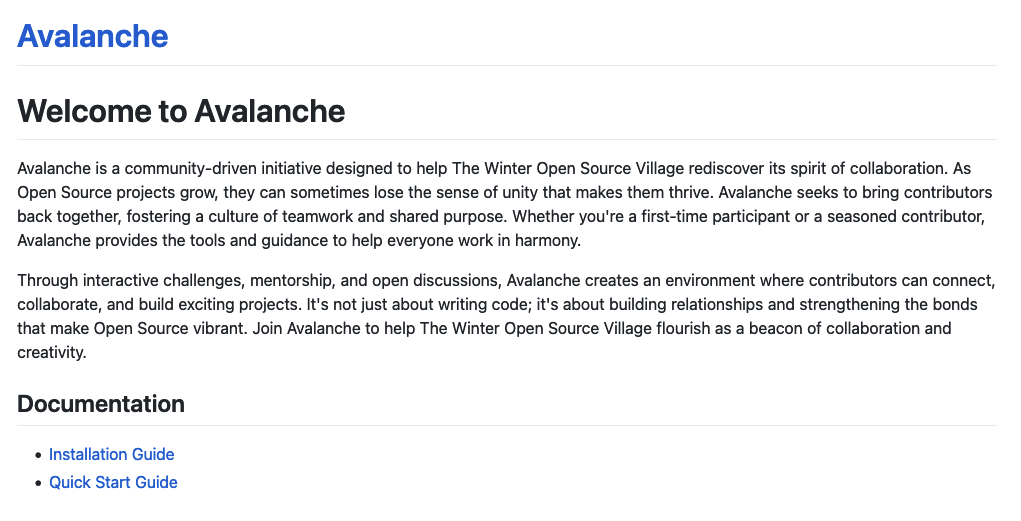 Avalanche
Welcome to Avalanche
Avalanche is a community-driven initiative designed to help The Winter Open Source Village rediscover its spirit of collaboration. As
Open Source projects grow, they can sometimes lose the sense of unity that makes them thrive. Avalanche seeks to bring contributors
back together, fostering a culture of teamwork and shared purpose. Whether you're a first-time participant or a seasoned contributor,
Avalanche provides the tools and guidance to help everyone work in harmony.
Through interactive challenges, mentorship, and open discussions, Avalanche creates an environment where contributors can connect,
collaborate, and build exciting projects. It's not just about writing code; it's about building relationships and strengthening the bonds
that make Open Source vibrant. Join Avalanche to help The Winter Open Source Village flourish as a beacon of collaboration and
creativity.
Documentation
• Installation Guide
• Quick Start Guide